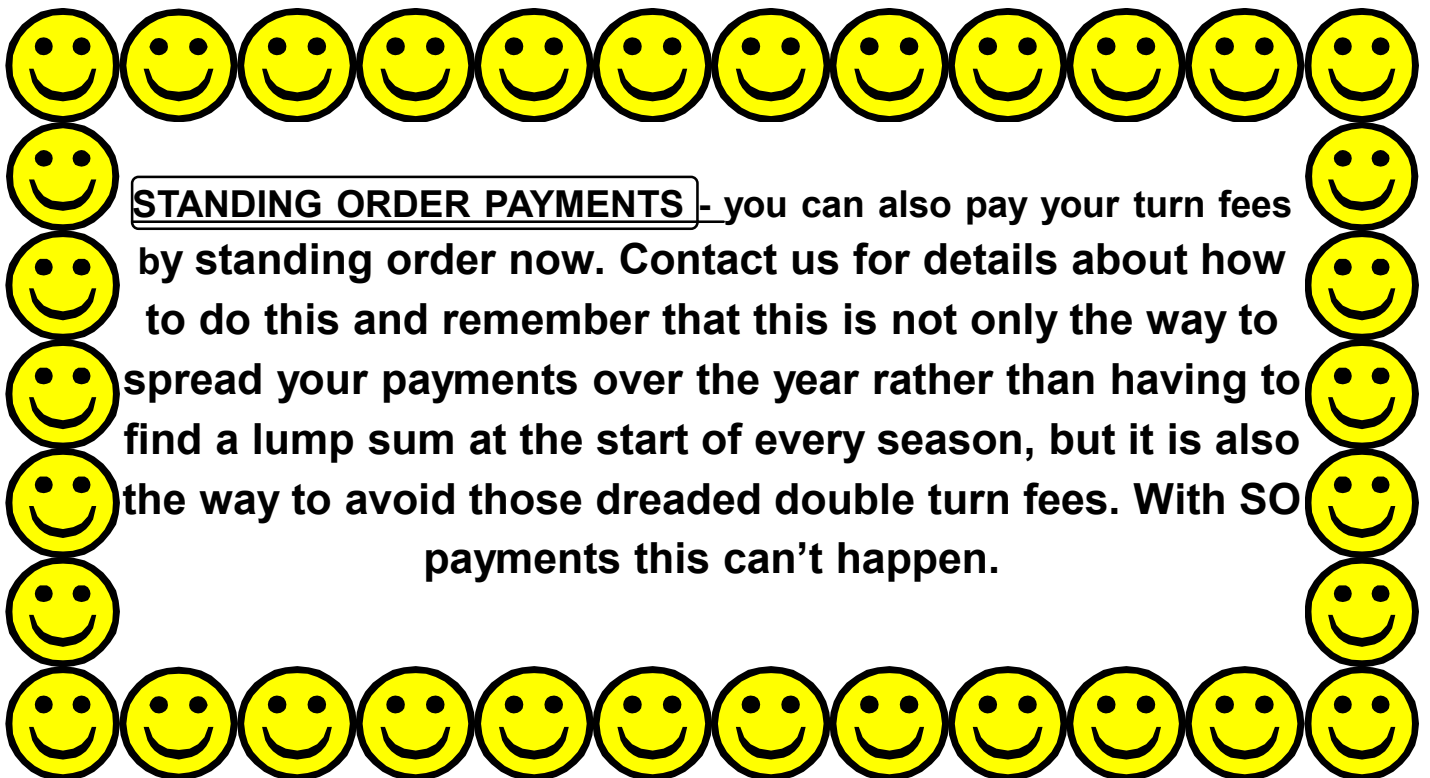 STANDING ORDER PAYMENTS - you can also pay your turn fees
by standing order now. Contact us for details about how
to do this and remember that this is not only the way to
spread your payments over the year rather than having to
find a lump sum at the start of every season, but it is also
the way to avoid those dreaded double turn fees. With SO
payments this can’t happen.